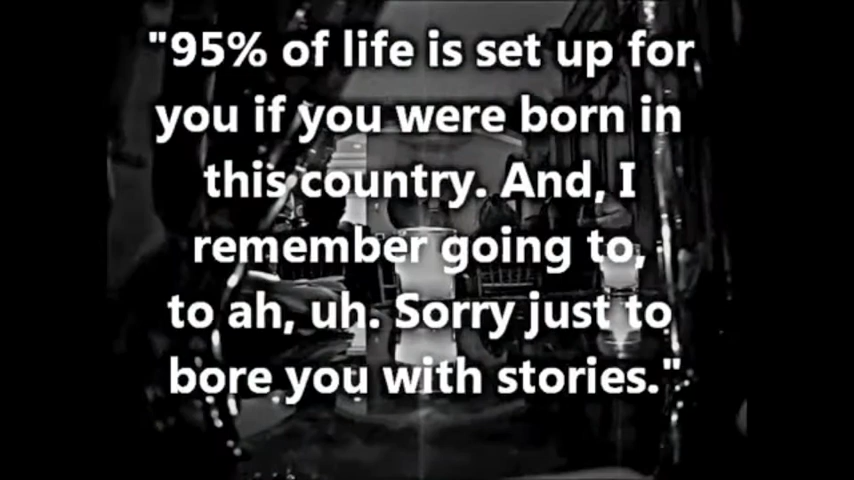 "95% of life is set up for
you if you were born in
this country. And, I
remember going to,
to ah, uh. Sorry just to
bore you with stories."